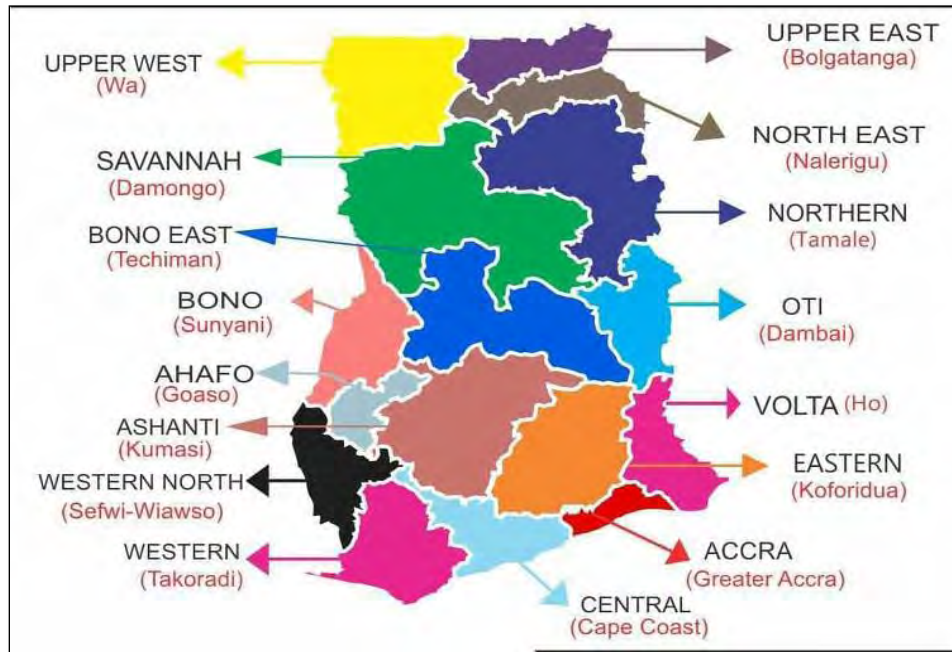 UPPER WEST
(Wa)
SAVANNAH
(Damongo)
BONO EAST
(Techiman)
BONO
(Sunyani)
AHAFO
(Goaso)
ASHANTI
(Kumasi)
WESTERN NORTH
(Sefwi-Wiawso)
WESTERN
(Takoradi)
UPPER EAST
(Bolgatanga)
NORTH EAST
(Nalerigu)
NORTHERN
(Tamale)
OTI
(Dambai)
VOLTA (Ho)
EASTERN
(Koforidua)
ACCRA
(Greater Accra)
CENTRAL
(Cape Coast)